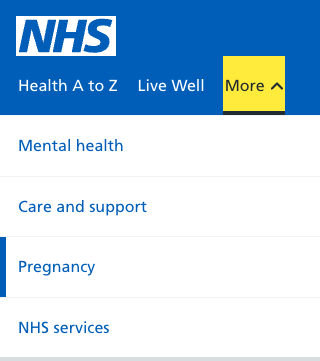 NHS
Health A to Z Live Well More
Mental health
Care and support
Pregnancy
NHS services